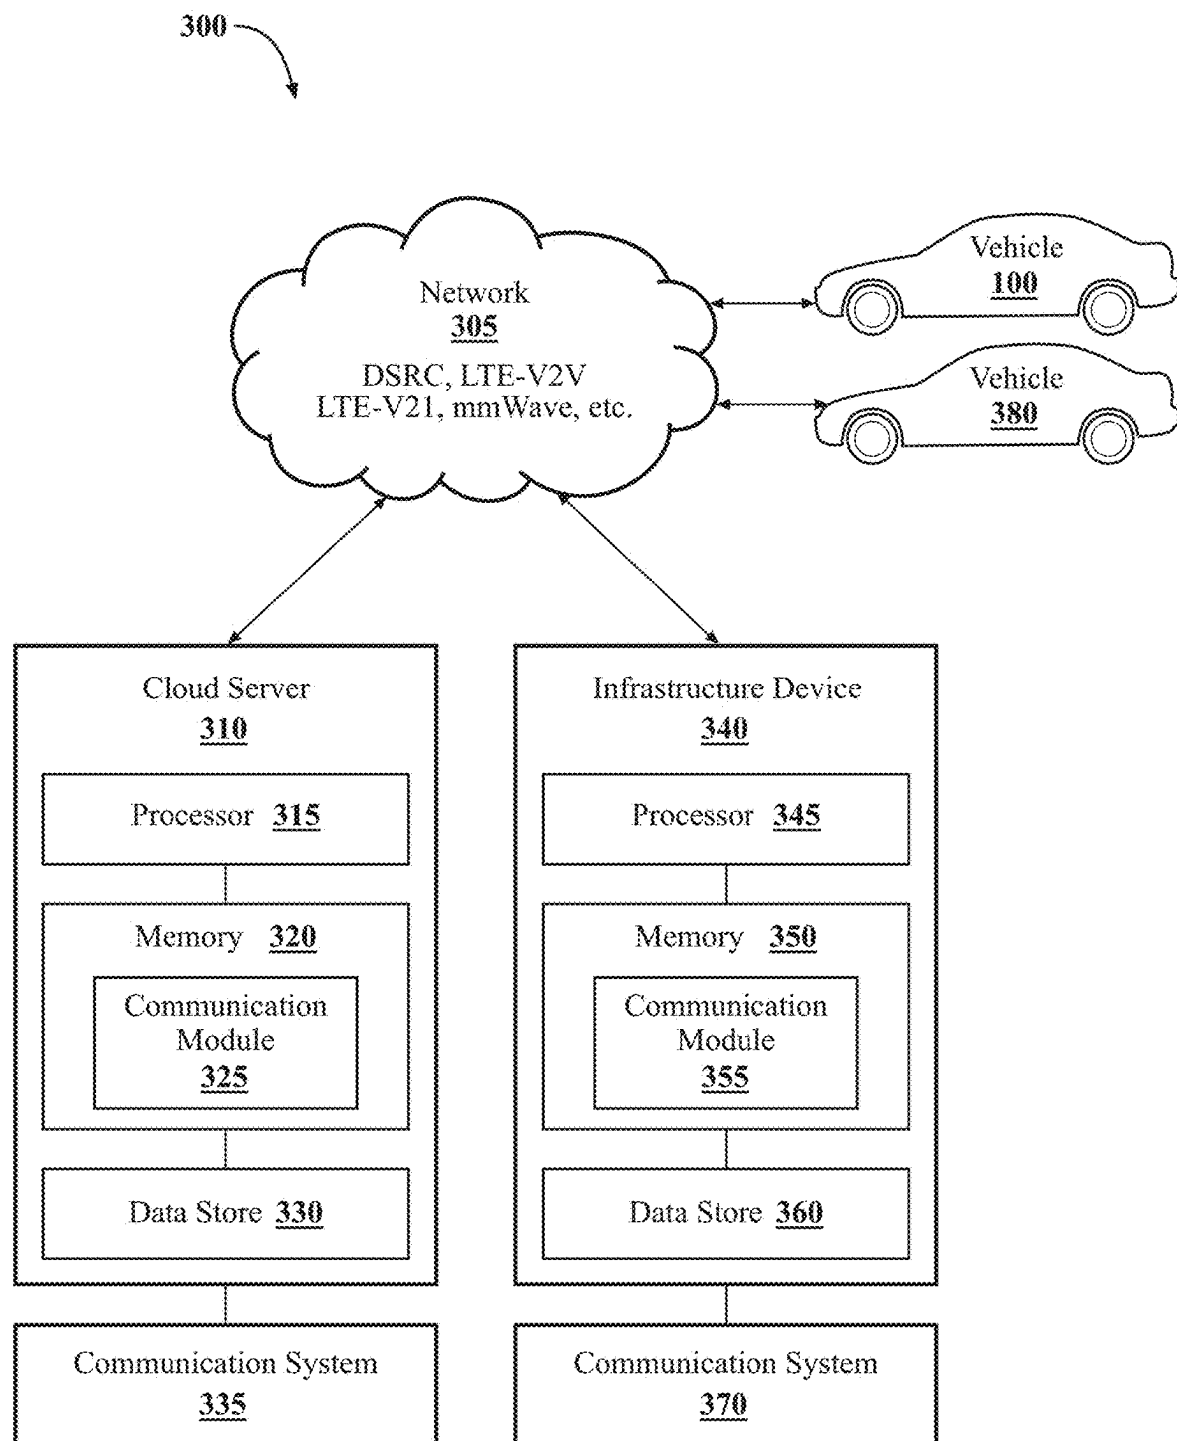 300
Network
305
DSRC, LTE-V2V
LTE-V21, mmWave, etc.
Vehicle
100
Vehicle
380
Cloud Server
310
Processor 315
Memory 320
Communication
Module
325
Data Store 330
Communication System
335
Infrastructure Device
340
Processor 345
Memory 350
Communication
Module
355
Data Store 360
Communication System
370